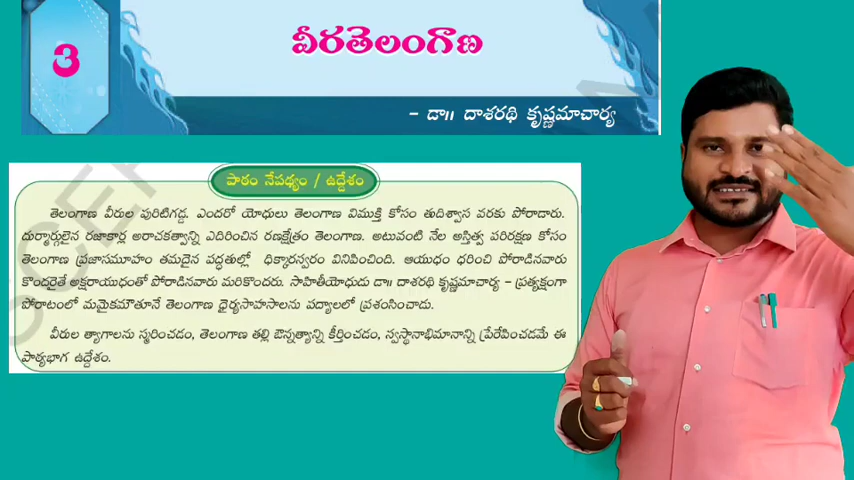 3
వీరతెలంగాణ
- డా॥ దాశరథి కృష్ణమాచార్య
పాఠం నేపథ్యం / ఉద్దేశం
తెలంగాణ వీరుల పురిటిగడ్డ. ఎందరో యోధులు తెలంగాణ విముక్తి కోసం తుదిశ్వాస వరకు పోరాడారు.
దుర్మార్గులైన రజాకార్ల అరాచకత్వాన్ని ఎదిరించిన రణక్షేత్రం తెలంగాణ. అటువంటి నేల అస్తిత్వ పరిరక్షణ కోసం
తెలంగాణ ప్రజాసమూహం తమదైన పద్ధతుల్లో ధిక్కారస్వరం వినిపించింది. ఆయుధం ధరించి పోరాడినవారు
కొందరైతే అక్షరాయుధంతో పోరాడినవారు మరికొందరు. సాహితీయోధుడు డా॥ దాశరథి కృష్ణమాచార్య - ప్రత్యక్షంగా
పోరాటంలో మమైకమౌతూనే తెలంగాణ ధైర్యసాహసాలను పద్యాలలో ప్రశంసించాడు.
వీరుల త్యాగాలను స్మరించడం, తెలంగాణ తల్లి ఔన్నత్యాన్ని కీర్తించడం, స్వస్థానాభిమానాన్ని ప్రేరేపించడమే ఈ
పాఠ్యభాగ ఉద్దేశం.